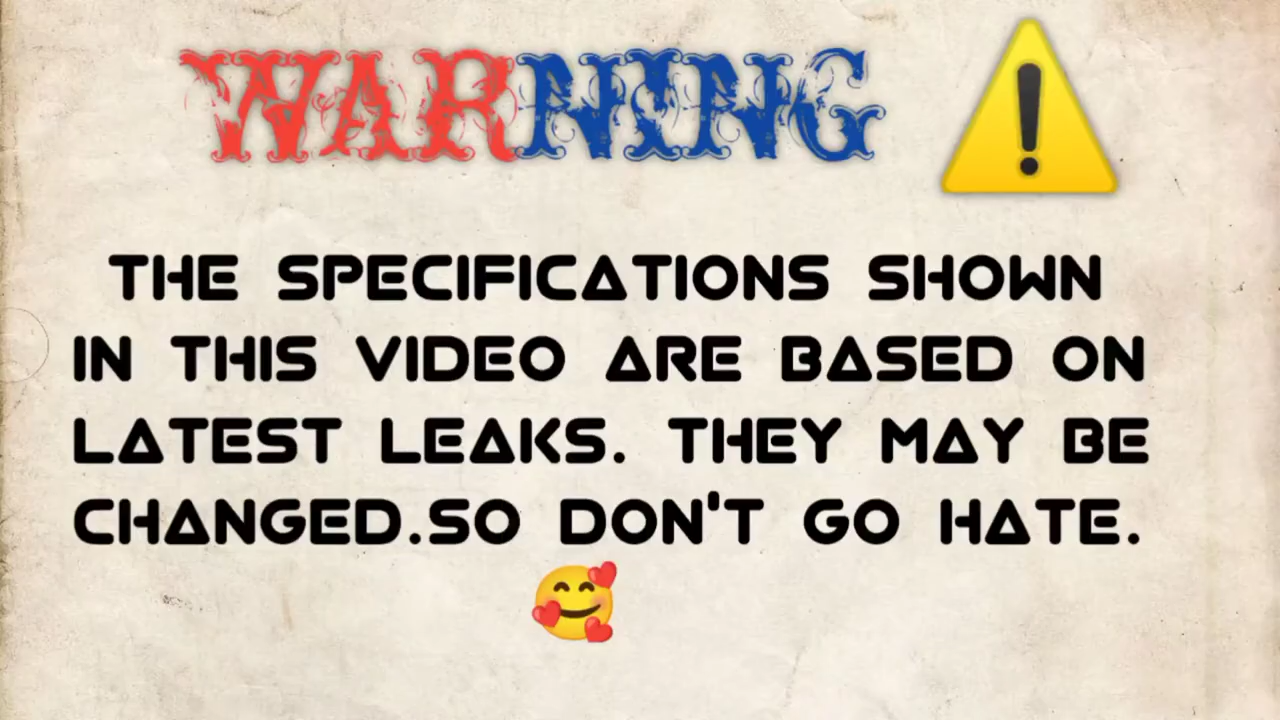 WARNING ⚠️
THE SPECIFICATIONS SHOWN
IN THIS VIDEO ARE BASED ON
LATEST LEAKS. THEY MAY BE
CHANGED.SO DON'T GO HATE.
🥰